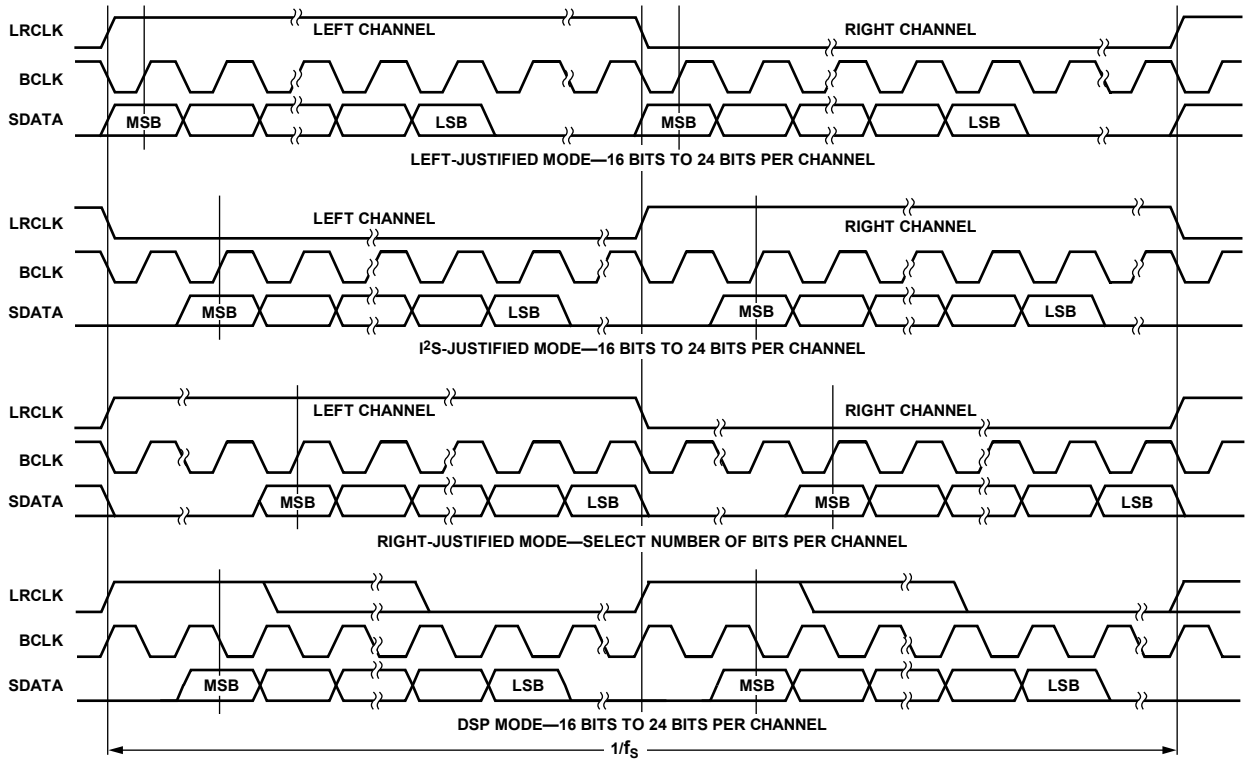 LRCLK LEFT CHANNEL RIGHT CHANNEL
BCLK
SDATA MSB LSB MSB LSB
LEFT-JUSTIFIED MODE—16 BITS TO 24 BITS PER CHANNEL
LRCLK LEFT CHANNEL RIGHT CHANNEL
BCLK
SDATA MSB LSB MSB LSB
I²S-JUSTIFIED MODE—16 BITS TO 24 BITS PER CHANNEL
LRCLK LEFT CHANNEL RIGHT CHANNEL
BCLK
SDATA MSB LSB MSB LSB
RIGHT-JUSTIFIED MODE—SELECT NUMBER OF BITS PER CHANNEL
LRCLK
BCLK
SDATA MSB LSB MSB LSB
DSP MODE—16 BITS TO 24 BITS PER CHANNEL
1/fS